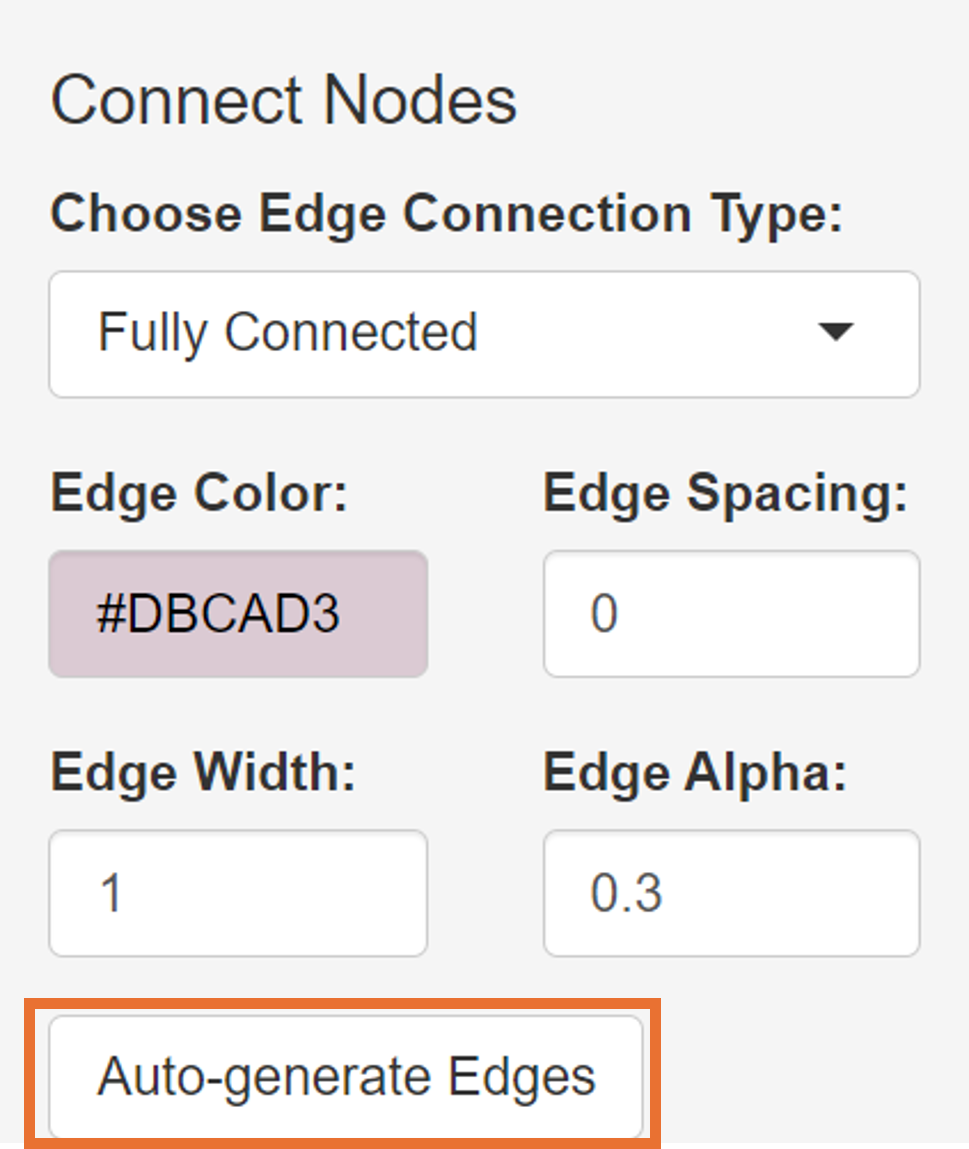 Connect Nodes
Choose Edge Connection Type:
Fully Connected
Edge Color: Edge Spacing:
#DBCAD3 0
Edge Width: Edge Alpha:
1 0.3
Auto-generate Edges